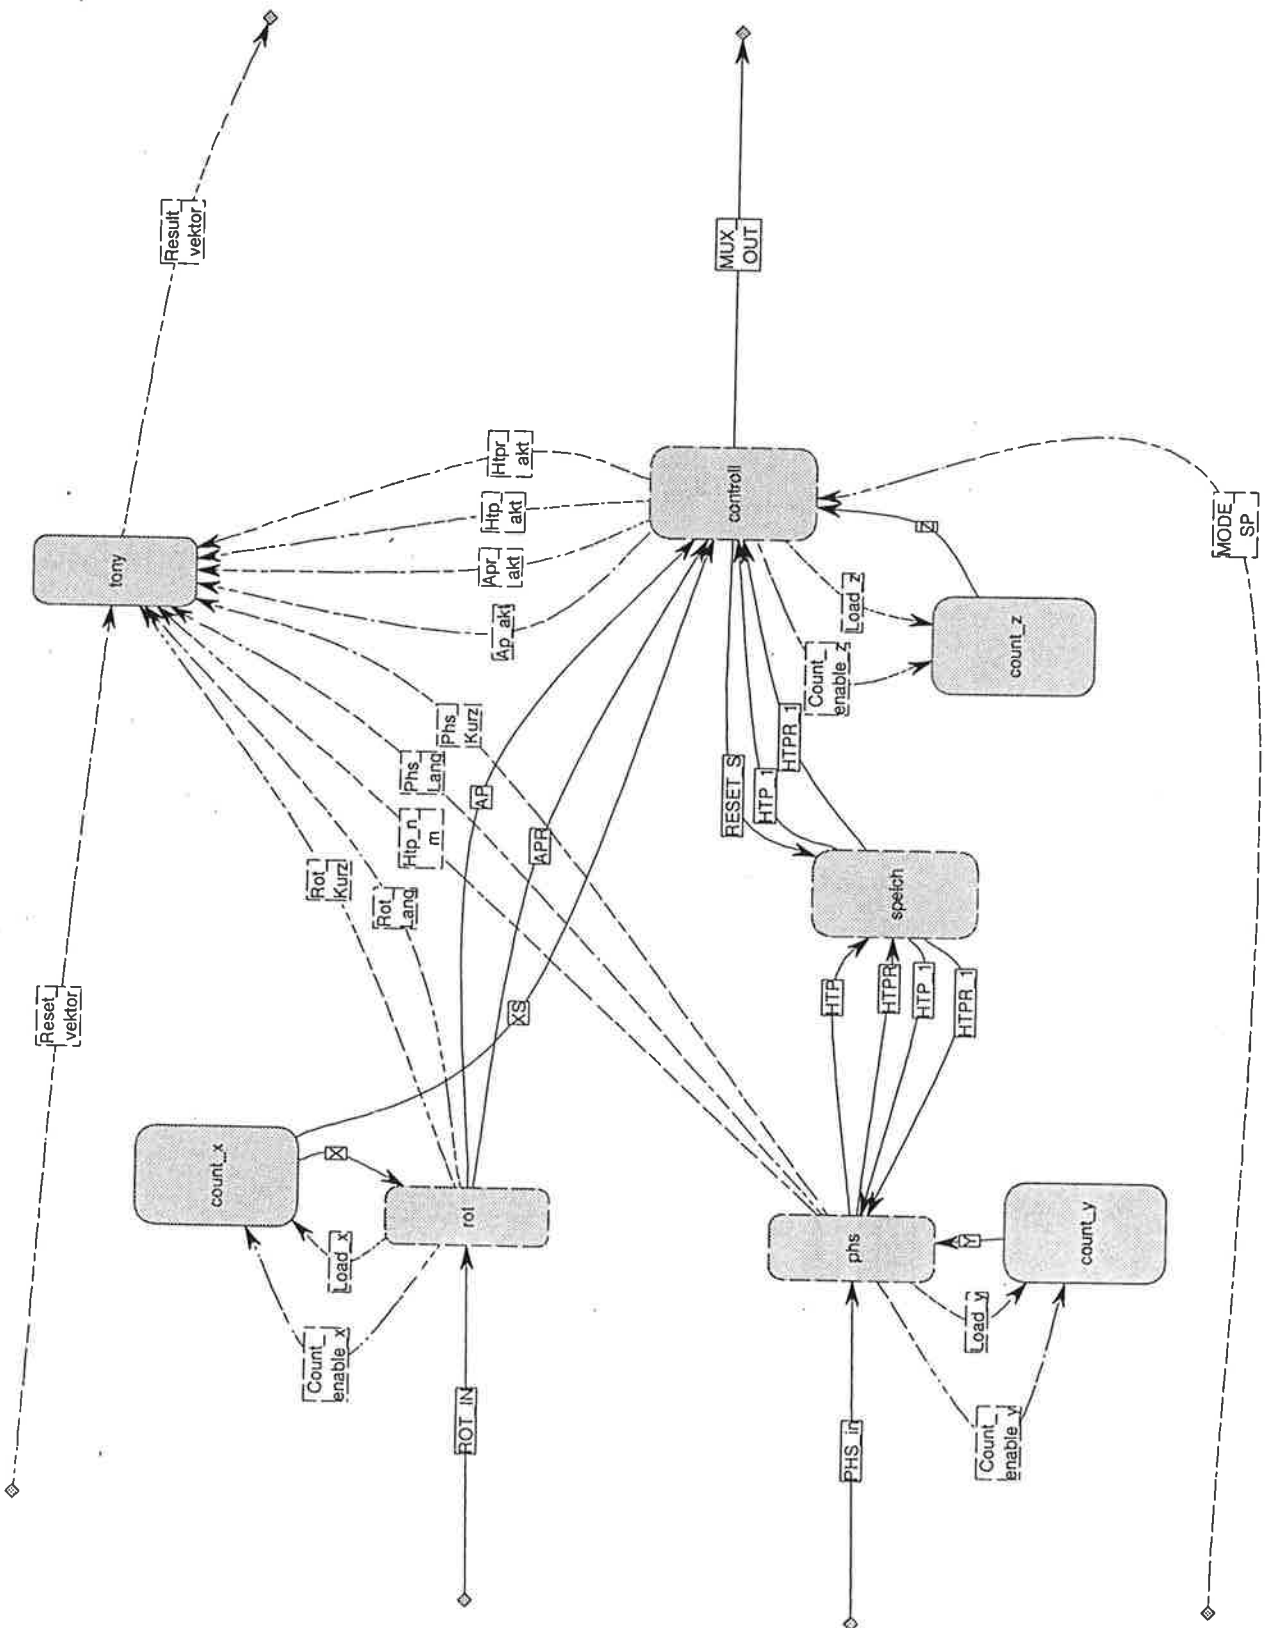 Result_
vektor
MUX_
OUT
tony
Htpr_
akt
Htp_
akt
Apr_
akt
Ap_akt
controll
MODE_
SP
Z
Load_z
Count_
enable_z
count_z
Phs_
Kurz
Phs_
Lang
Htp_n_
m
AP
APR
Rot_
Kurz
Rot_
Lang
RESET_S
HTP_1
HTPR_1
speich
XS
HTP
HTPR
HTP_1
HTPR_1
Reset_
vektor
count_x
X
rot
Load_x
Count_
enable_x
ROT_IN
phs
Y
count_y
Load_y
Count_
enable_y
PHS_in